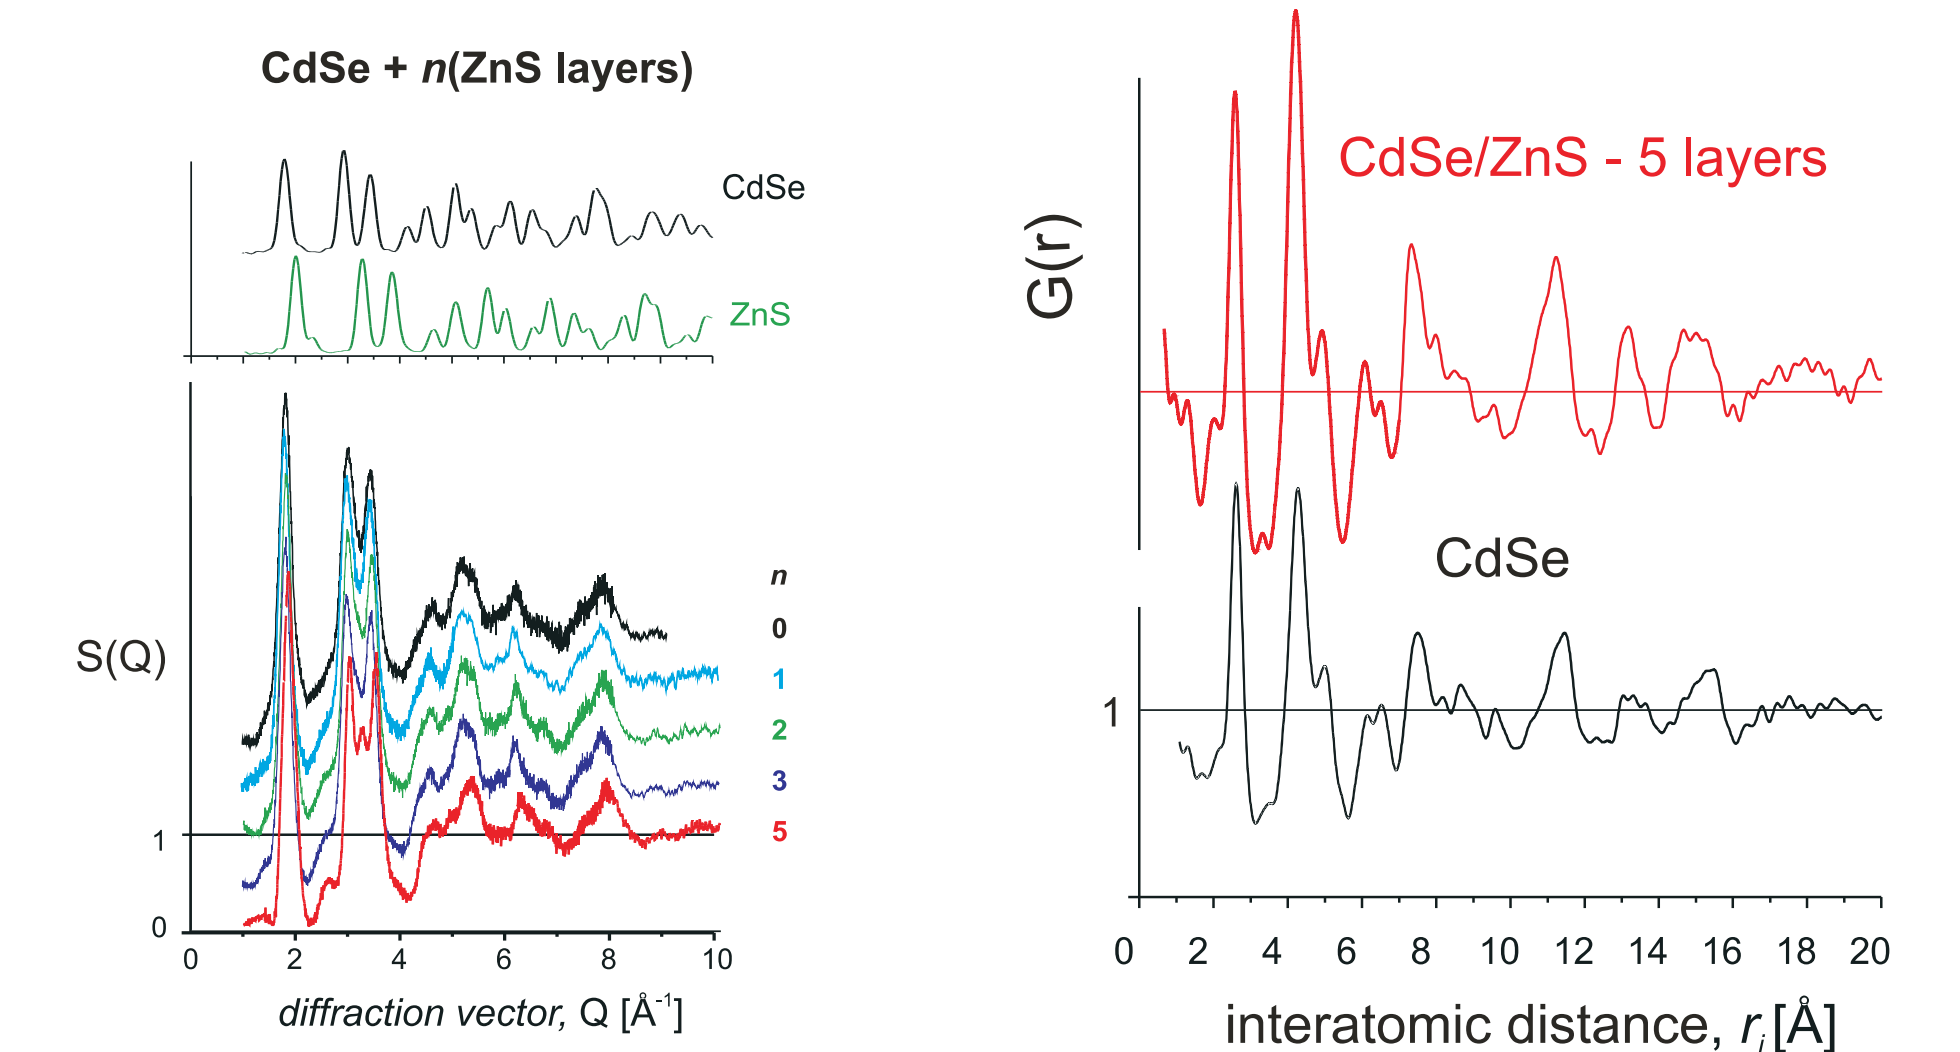 CdSe + n(ZnS layers)
CdSe
ZnS
n
0
1
2
3
5
S(Q)
1
0
0 2 4 6 8 10
diffraction vector, Q [Å-1]
CdSe/ZnS - 5 layers
G(r)
CdSe
1
0 2 4 6 8 10 12 14 16 18 20
interatomic distance, ri [Å]